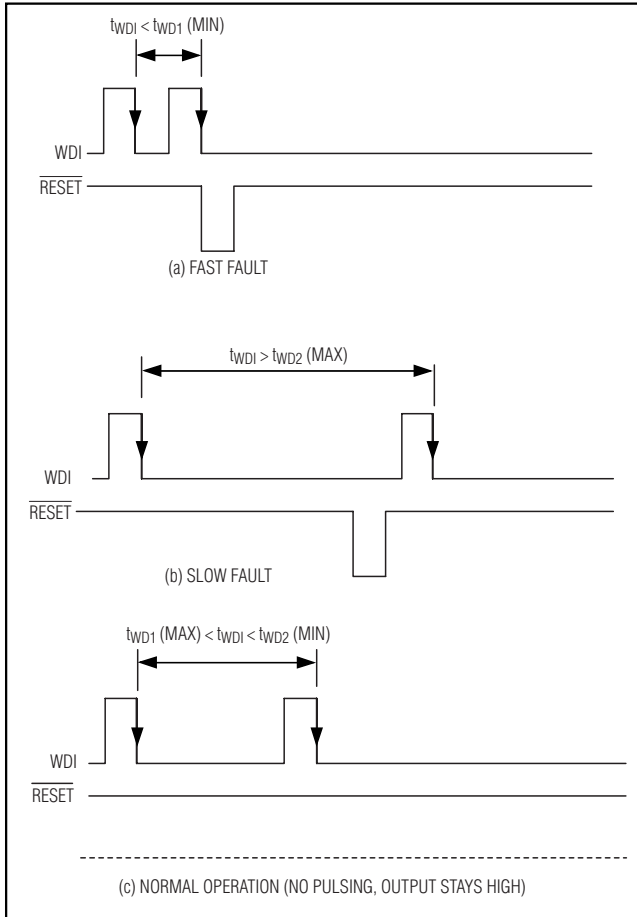 tWDI < tWD1 (MIN)
WDI
RESET
(a) FAST FAULT
tWDI > tWD2 (MAX)
WDI
RESET
(b) SLOW FAULT
tWD1 (MAX) < tWDI < tWD2 (MIN)
WDI
RESET
(c) NORMAL OPERATION (NO PULSING, OUTPUT STAYS HIGH)